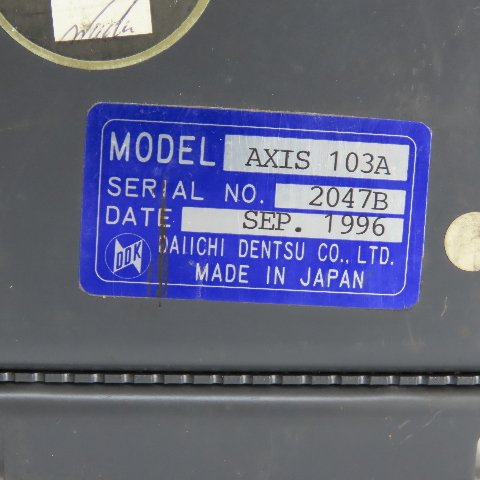 MODEL AXIS 103A
SERIAL NO. 2047B
DATE SEP. 1996
DDK DAIICHI DENTSU CO., LTD.
MADE IN JAPAN